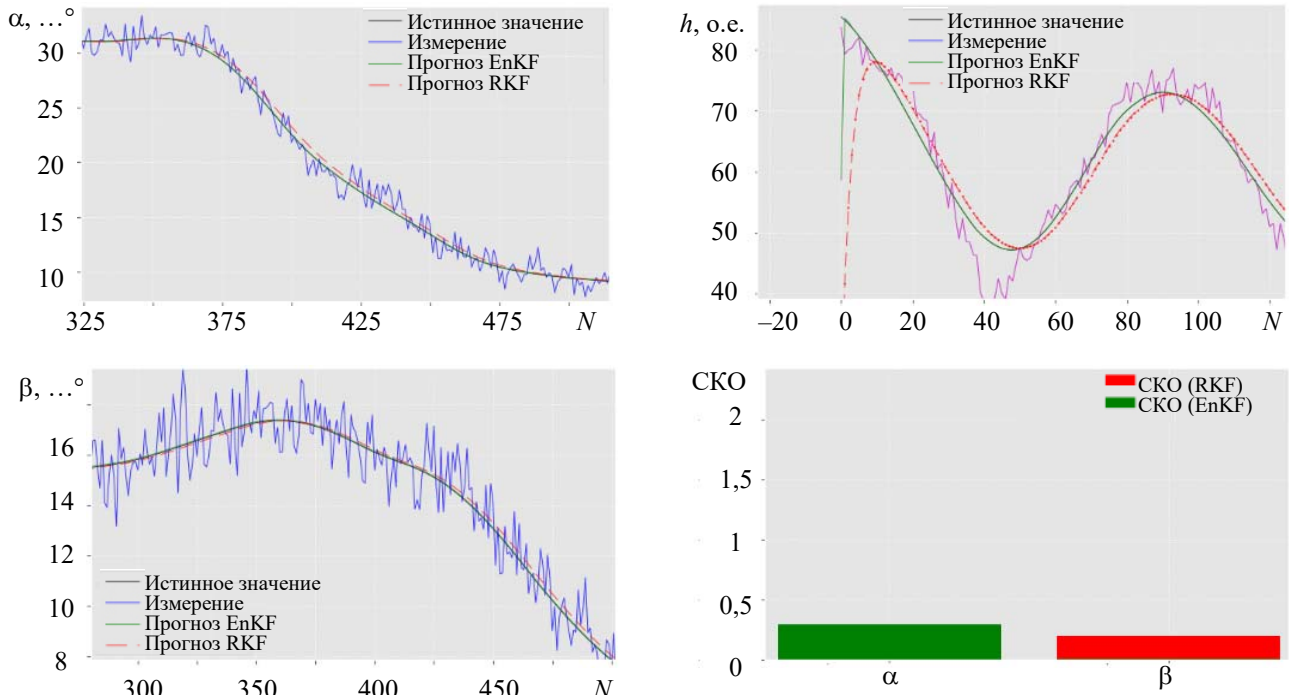 α, …°
30
25
20
15
10
325
375
425
475
N
Истинное значение
Измерение
Прогноз EnKF
Прогноз RKF
h, о.е.
80
70
60
50
40
–20
0
20
40
60
80
100
N
Истинное значение
Измерение
Прогноз EnKF
Прогноз RKF
β, …°
16
14
12
10
8
300
350
400
450
N
Истинное значение
Измерение
Прогноз EnKF
Прогноз RKF
СКО
2
1,5
1
0,5
0
α
β
СКО (RKF)
СКО (EnKF)